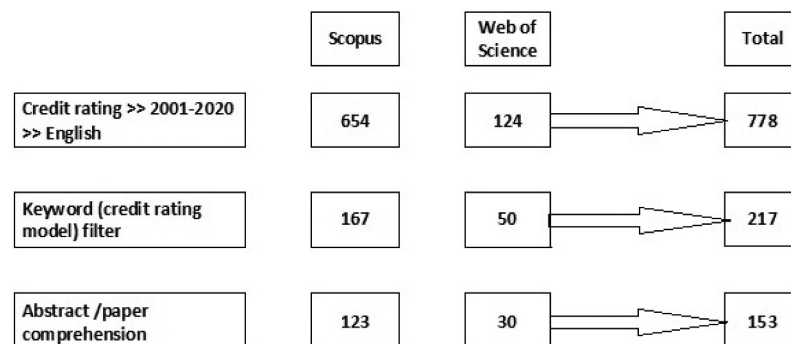 Scopus
Web of
Science
Total
Credit rating >> 2001-2020
>> English
654
124
778
Keyword (credit rating
model) filter
167
50
217
Abstract /paper
comprehension
123
30
153